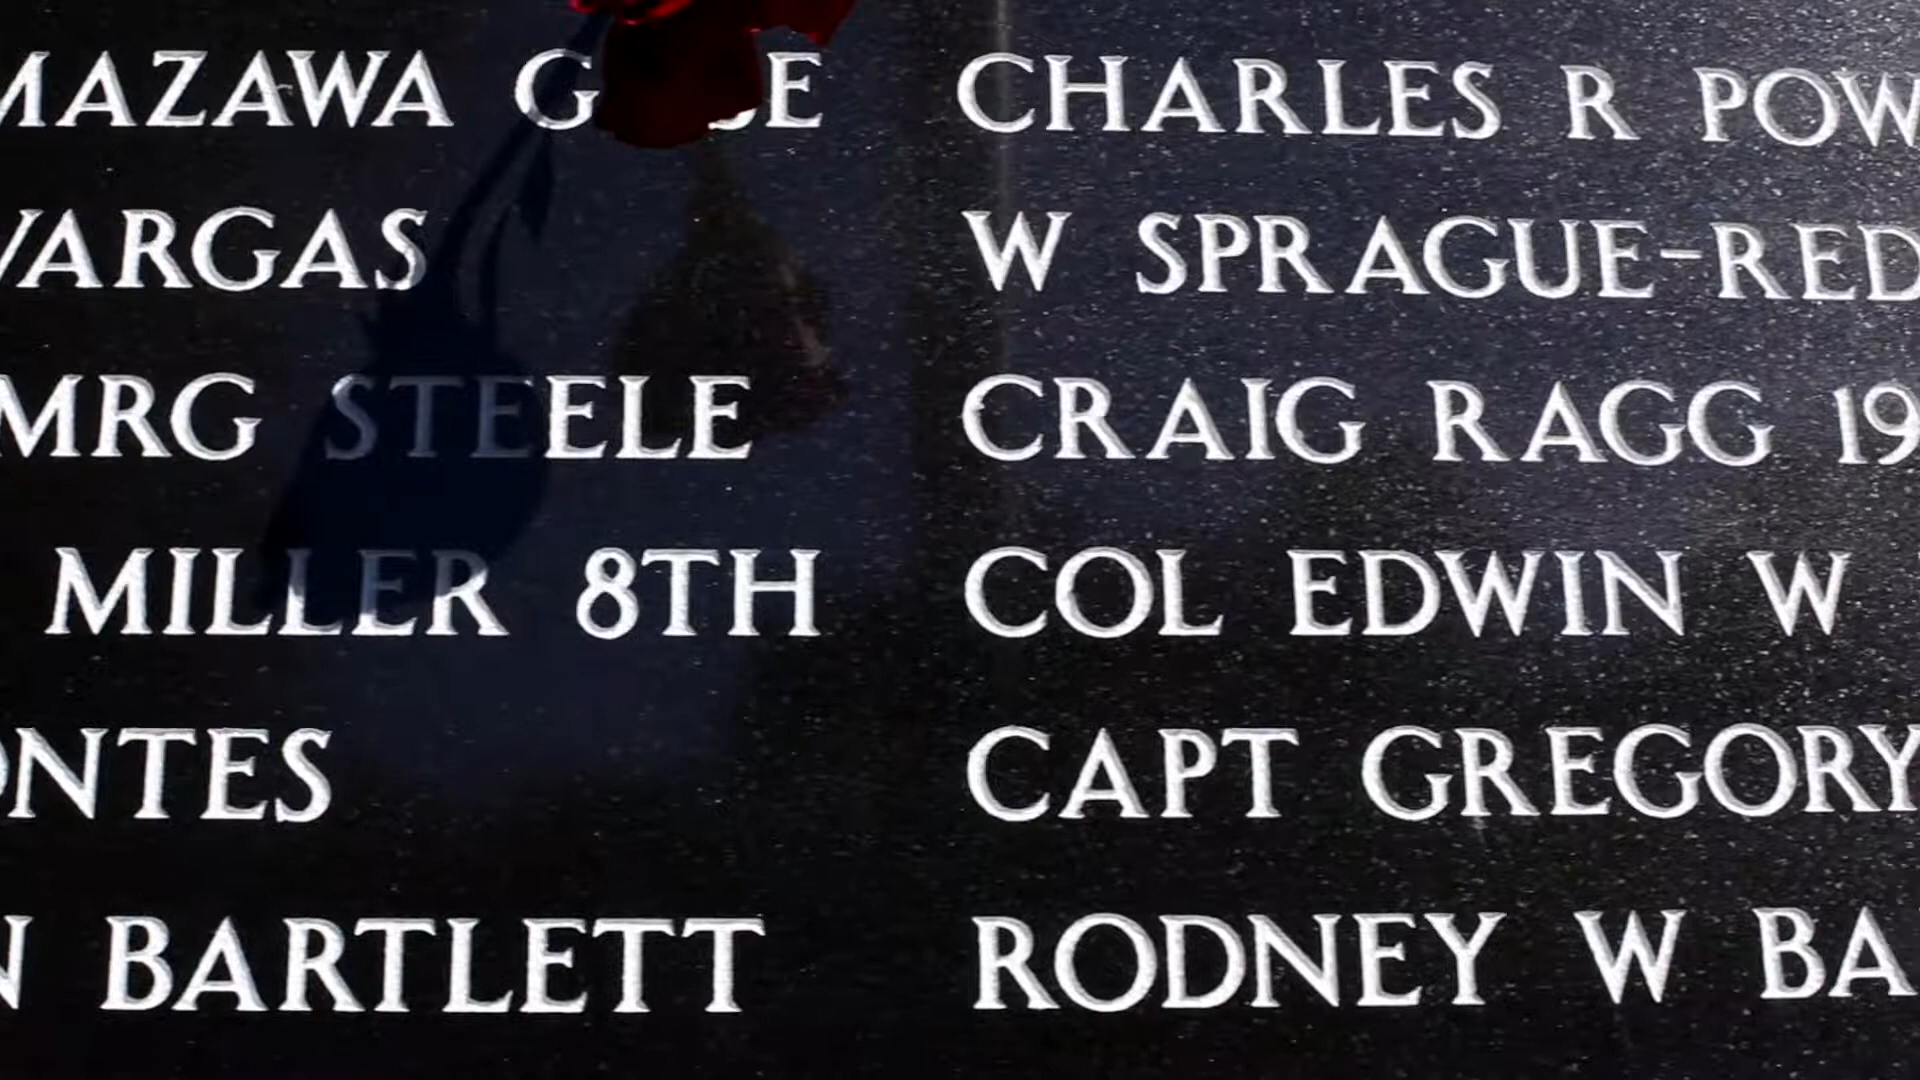 MAZAWA
VARGAS
MRG STEELE
MILLER 8TH
ONTES
N BARTLETT
CHARLES R POW
W SPRAGUE-RED
CRAIG RAGG 19
COL EDWIN W
CAPT GREGORY
RODNEY W BA